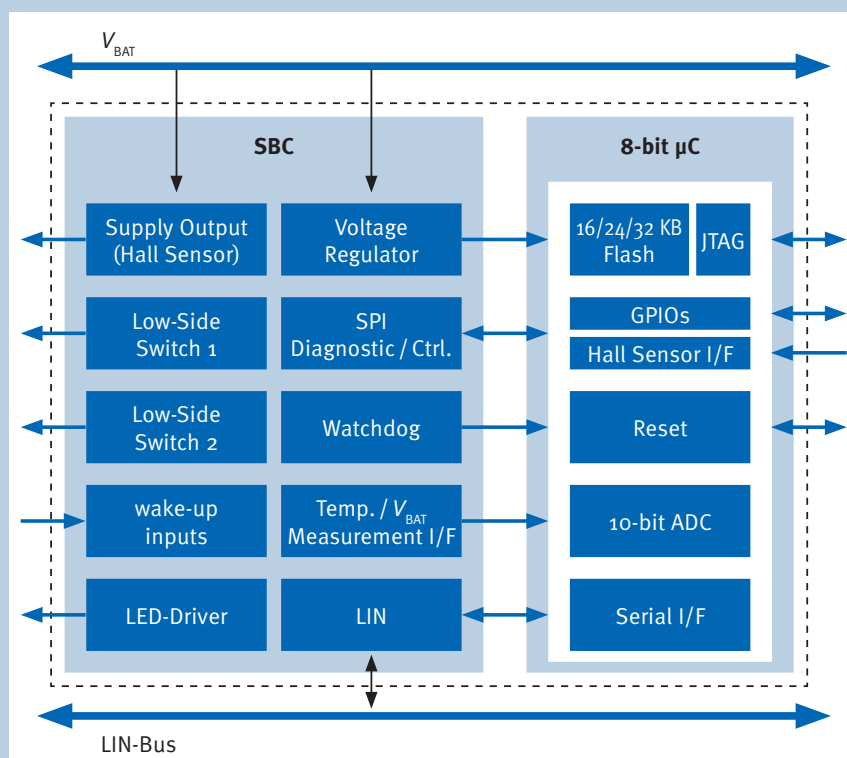 VBAT
SBC
8-bit µC
Supply Output
(Hall Sensor)
Voltage
Regulator
16/24/32 KB
Flash
JTAG
Low-Side
Switch 1
SPI
Diagnostic / Ctrl.
GPIOs
Hall Sensor I/F
Low-Side
Switch 2
Watchdog
Reset
wake-up
inputs
Temp. / VBAT
Measurement I/F
10-bit ADC
LED-Driver
LIN
Serial I/F
LIN-Bus